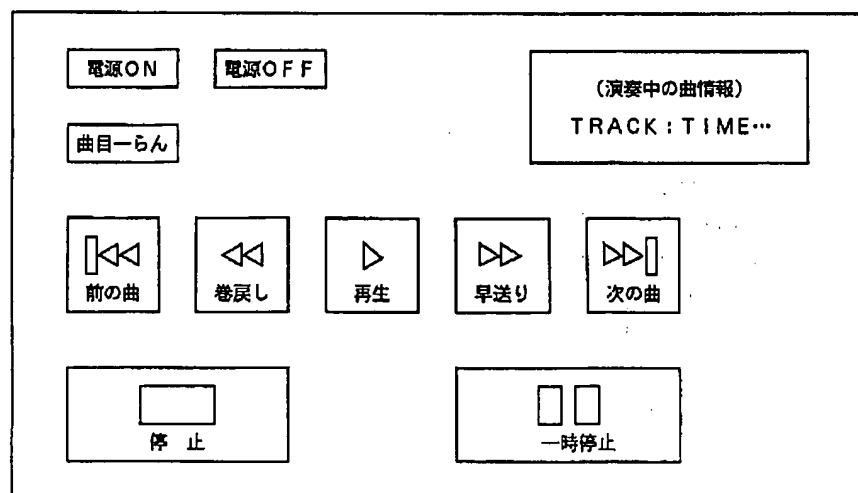 電源ON
電源OFF
(演奏中の曲情報)
TRACK:TIME…
曲目一らん
前の曲
巻戻し
再生
早送り
次の曲
停 止
一時停止